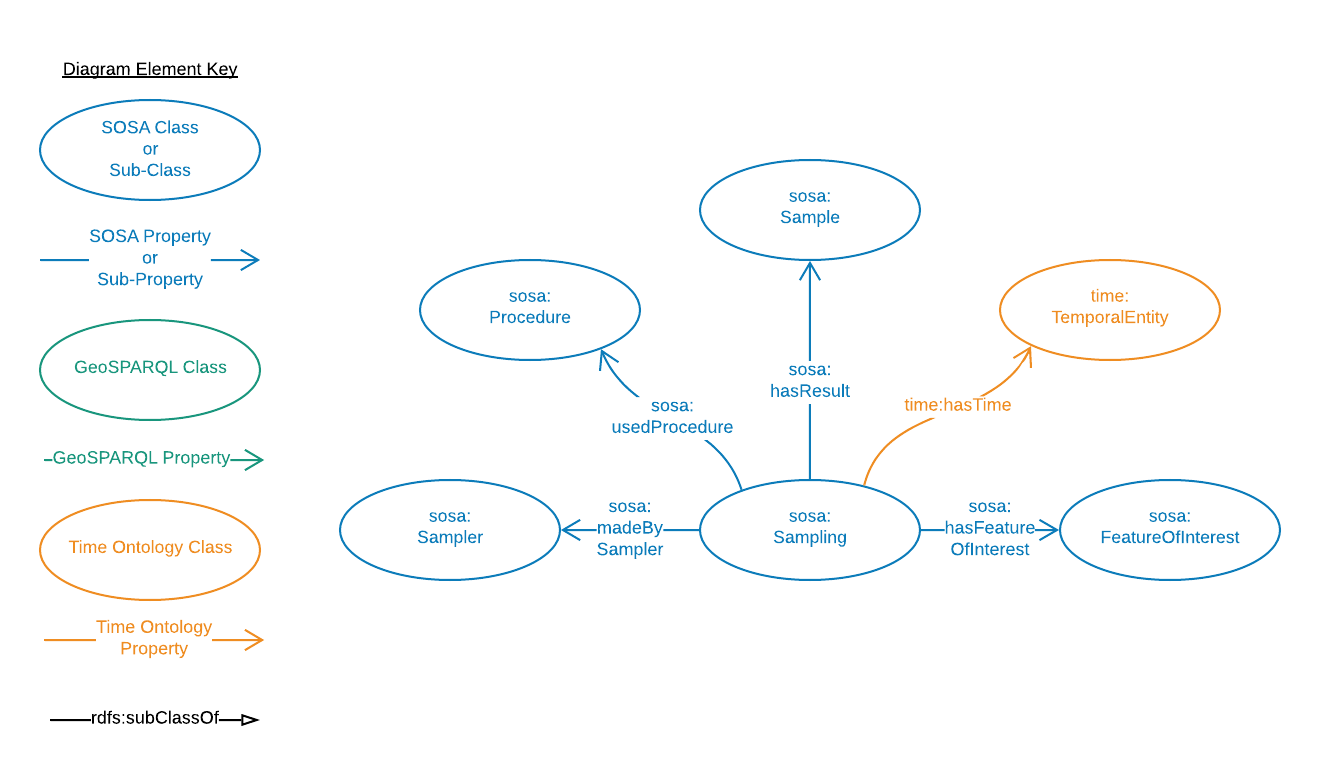 Diagram Element Key
SOSA Class
or
Sub-Class
SOSA Property
or
Sub-Property
GeoSPARQL Class
GeoSPARQL Property
Time Ontology Class
Time Ontology
Property
rdfs:subClassOf
sosa:
Sample
sosa:
Procedure
time:
TemporalEntity
sosa:
hasResult
sosa:
usedProcedure
time:hasTime
sosa:
Sampler
sosa:
madeBy
Sampler
sosa:
Sampling
sosa:
hasFeature
OfInterest
sosa:
FeatureOfInterest